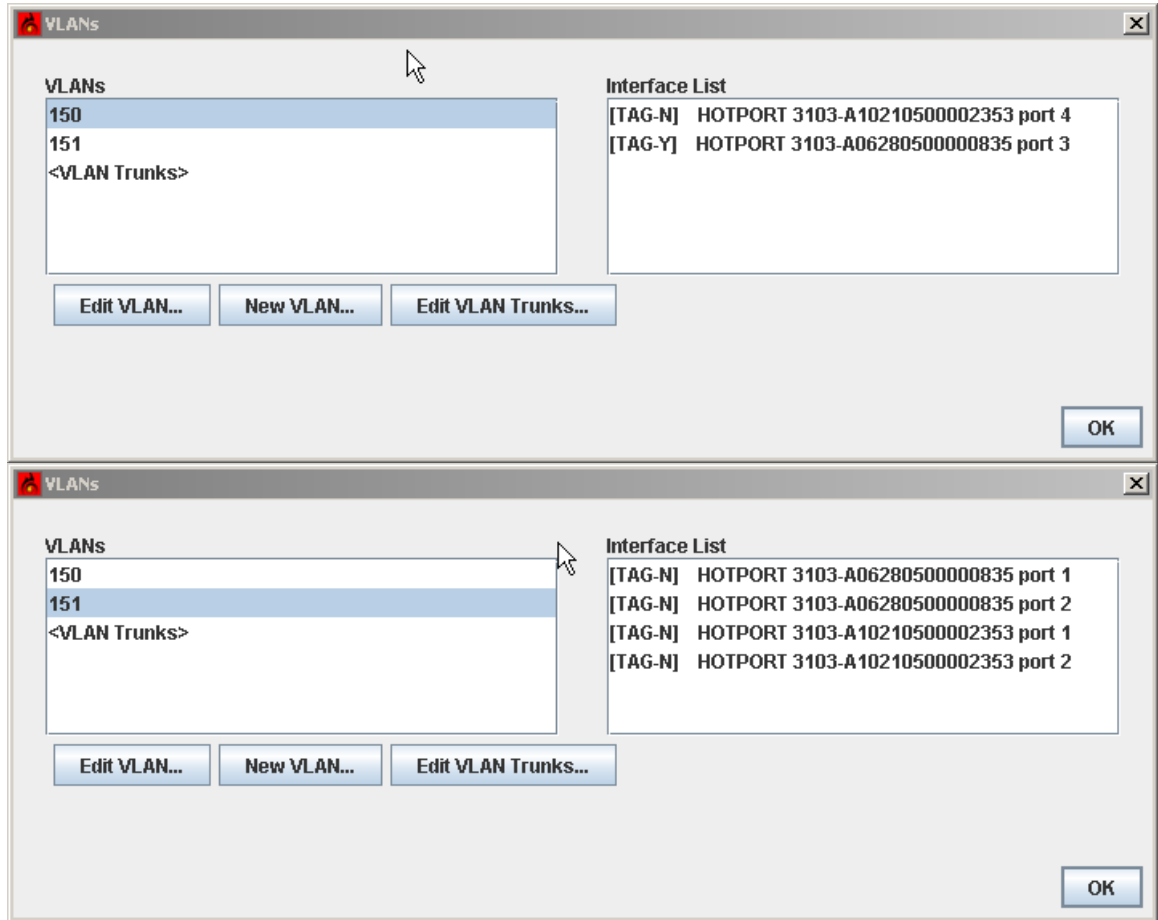 VLANs
VLANs
150
151
<VLAN Trunks>
Interface List
[TAG-N] HOTPORT 3103-A10210500002353 port 4
[TAG-Y] HOTPORT 3103-A06280500000835 port 3
Edit VLAN...
New VLAN...
Edit VLAN Trunks...
OK
VLANs
VLANs
150
151
<VLAN Trunks>
Interface List
[TAG-N] HOTPORT 3103-A06280500000835 port 1
[TAG-N] HOTPORT 3103-A06280500000835 port 2
[TAG-N] HOTPORT 3103-A10210500002353 port 1
[TAG-N] HOTPORT 3103-A10210500002353 port 2
Edit VLAN...
New VLAN...
Edit VLAN Trunks...
OK